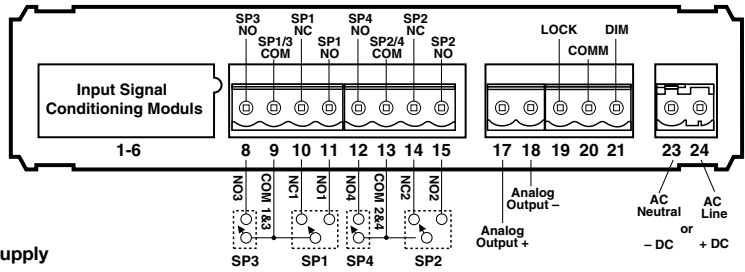 SP3 NO
SP1 NC
SP4 NO
SP2 NC
SP1/3 COM
SP1 NO
SP2/4 COM
SP2 NO
LOCK
DIM
COMM
Input Signal
Conditioning Moduls
1-6
8 9 10 11 12 13 14 15 17 18 19 20 21 23 24
NO3
COM 1&3
NC1
NO1
NO4
COM 2&4
NC2
NO2
Analog
Output –
Analog
Output +
AC
Neutral
AC
Line
or
– DC
+ DC
upply
SP3 SP1 SP4 SP2